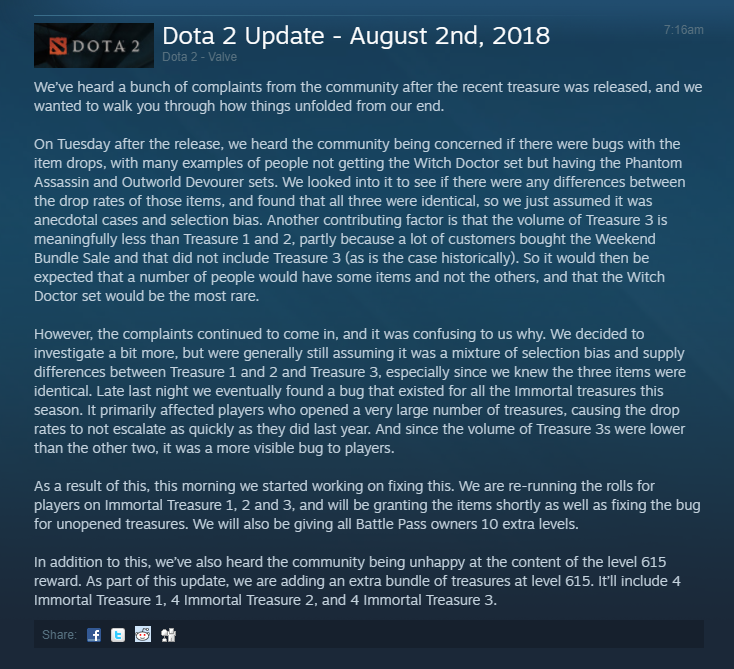 DOTA 2
Dota 2 Update - August 2nd, 2018
7:16am
Dota 2 - Valve
We've heard a bunch of complaints from the community after the recent treasure was released, and we
wanted to walk you through how things unfolded from our end.
On Tuesday after the release, we heard the community being concerned if there were bugs with the
item drops, with many examples of people not getting the Witch Doctor set but having the Phantom
Assassin and Outworld Devourer sets. We looked into it to see if there were any differences between
the drop rates of those items, and found that all three were identical, so we just assumed it was
anecdotal cases and selection bias. Another contributing factor is that the volume of Treasure 3 is
meaningfully less than Treasure 1 and 2, partly because a lot of customers bought the Weekend
Bundle Sale and that did not include Treasure 3 (as is the case historically). So it would then be
expected that a number of people would have some items and not the others, and that the Witch
Doctor set would be the most rare.
However, the complaints continued to come in, and it was confusing to us why. We decided to
investigate a bit more, but were generally still assuming it was a mixture of selection bias and supply
differences between Treasure 1 and 2 and Treasure 3, especially since we knew the three items were
identical. Late last night we eventually found a bug that existed for all the Immortal treasures this
season. It primarily affected players who opened a very large number of treasures, causing the drop
rates to not escalate as quickly as they did last year. And since the volume of Treasure 3s were lower
than the other two, it was a more visible bug to players.
As a result of this, this morning we started working on fixing this. We are re-running the rolls for
players on Immortal Treasure 1, 2 and 3, and will be granting the items shortly as well as fixing the bug
for unopened treasures. We will also be giving all Battle Pass owners 10 extra levels.
In addition to this, we've also heard the community being unhappy at the content of the level 615
reward. As part of this update, we are adding an extra bundle of treasures at level 615. It'll include 4
Immortal Treasure 1, 4 Immortal Treasure 2, and 4 Immortal Treasure 3.
Share: